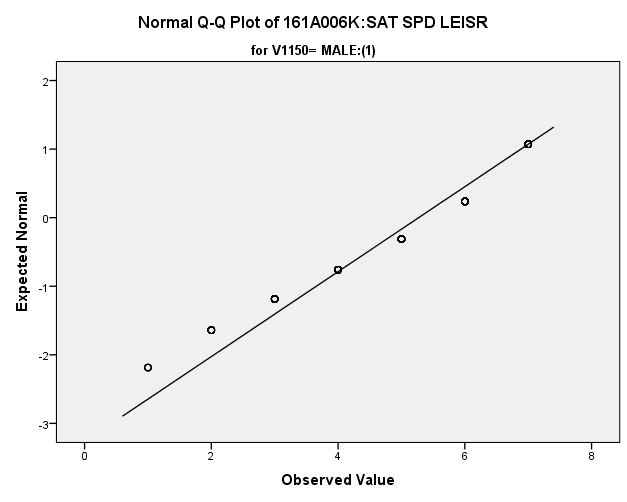 Normal Q-Q Plot of 161A006K:SAT SPD LEISR
for V1150= MALE:(1)
2
1
0
-1
-2
-3
Expected Normal
0 2 4 6 8
Observed Value